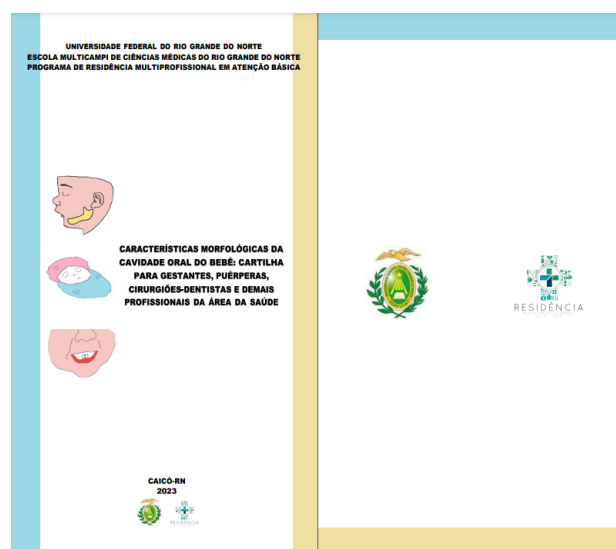 UNIVERSIDADE FEDERAL DO RIO GRANDE DO NORTE
ESCOLA MULTICAMPI DE CIÊNCIAS MÉDICAS DO RIO GRANDE DO NORTE
PROGRAMA DE RESIDÊNCIA MULTIPROFISSIONAL EM ATENÇÃO BÁSICA
CARACTERÍSTICAS MORFOLÓGICAS DA
CAVIDADE ORAL DO BEBÊ: CARTILHA
PARA GESTANTES, PUÉRPERAS,
CIRURGIÕES-DENTISTAS E DEMAIS
PROFISSIONAIS DA ÁREA DA SAÚDE
CAICÓ-RN
2023
RESIDÊNCIA
RESIDÊNCIA